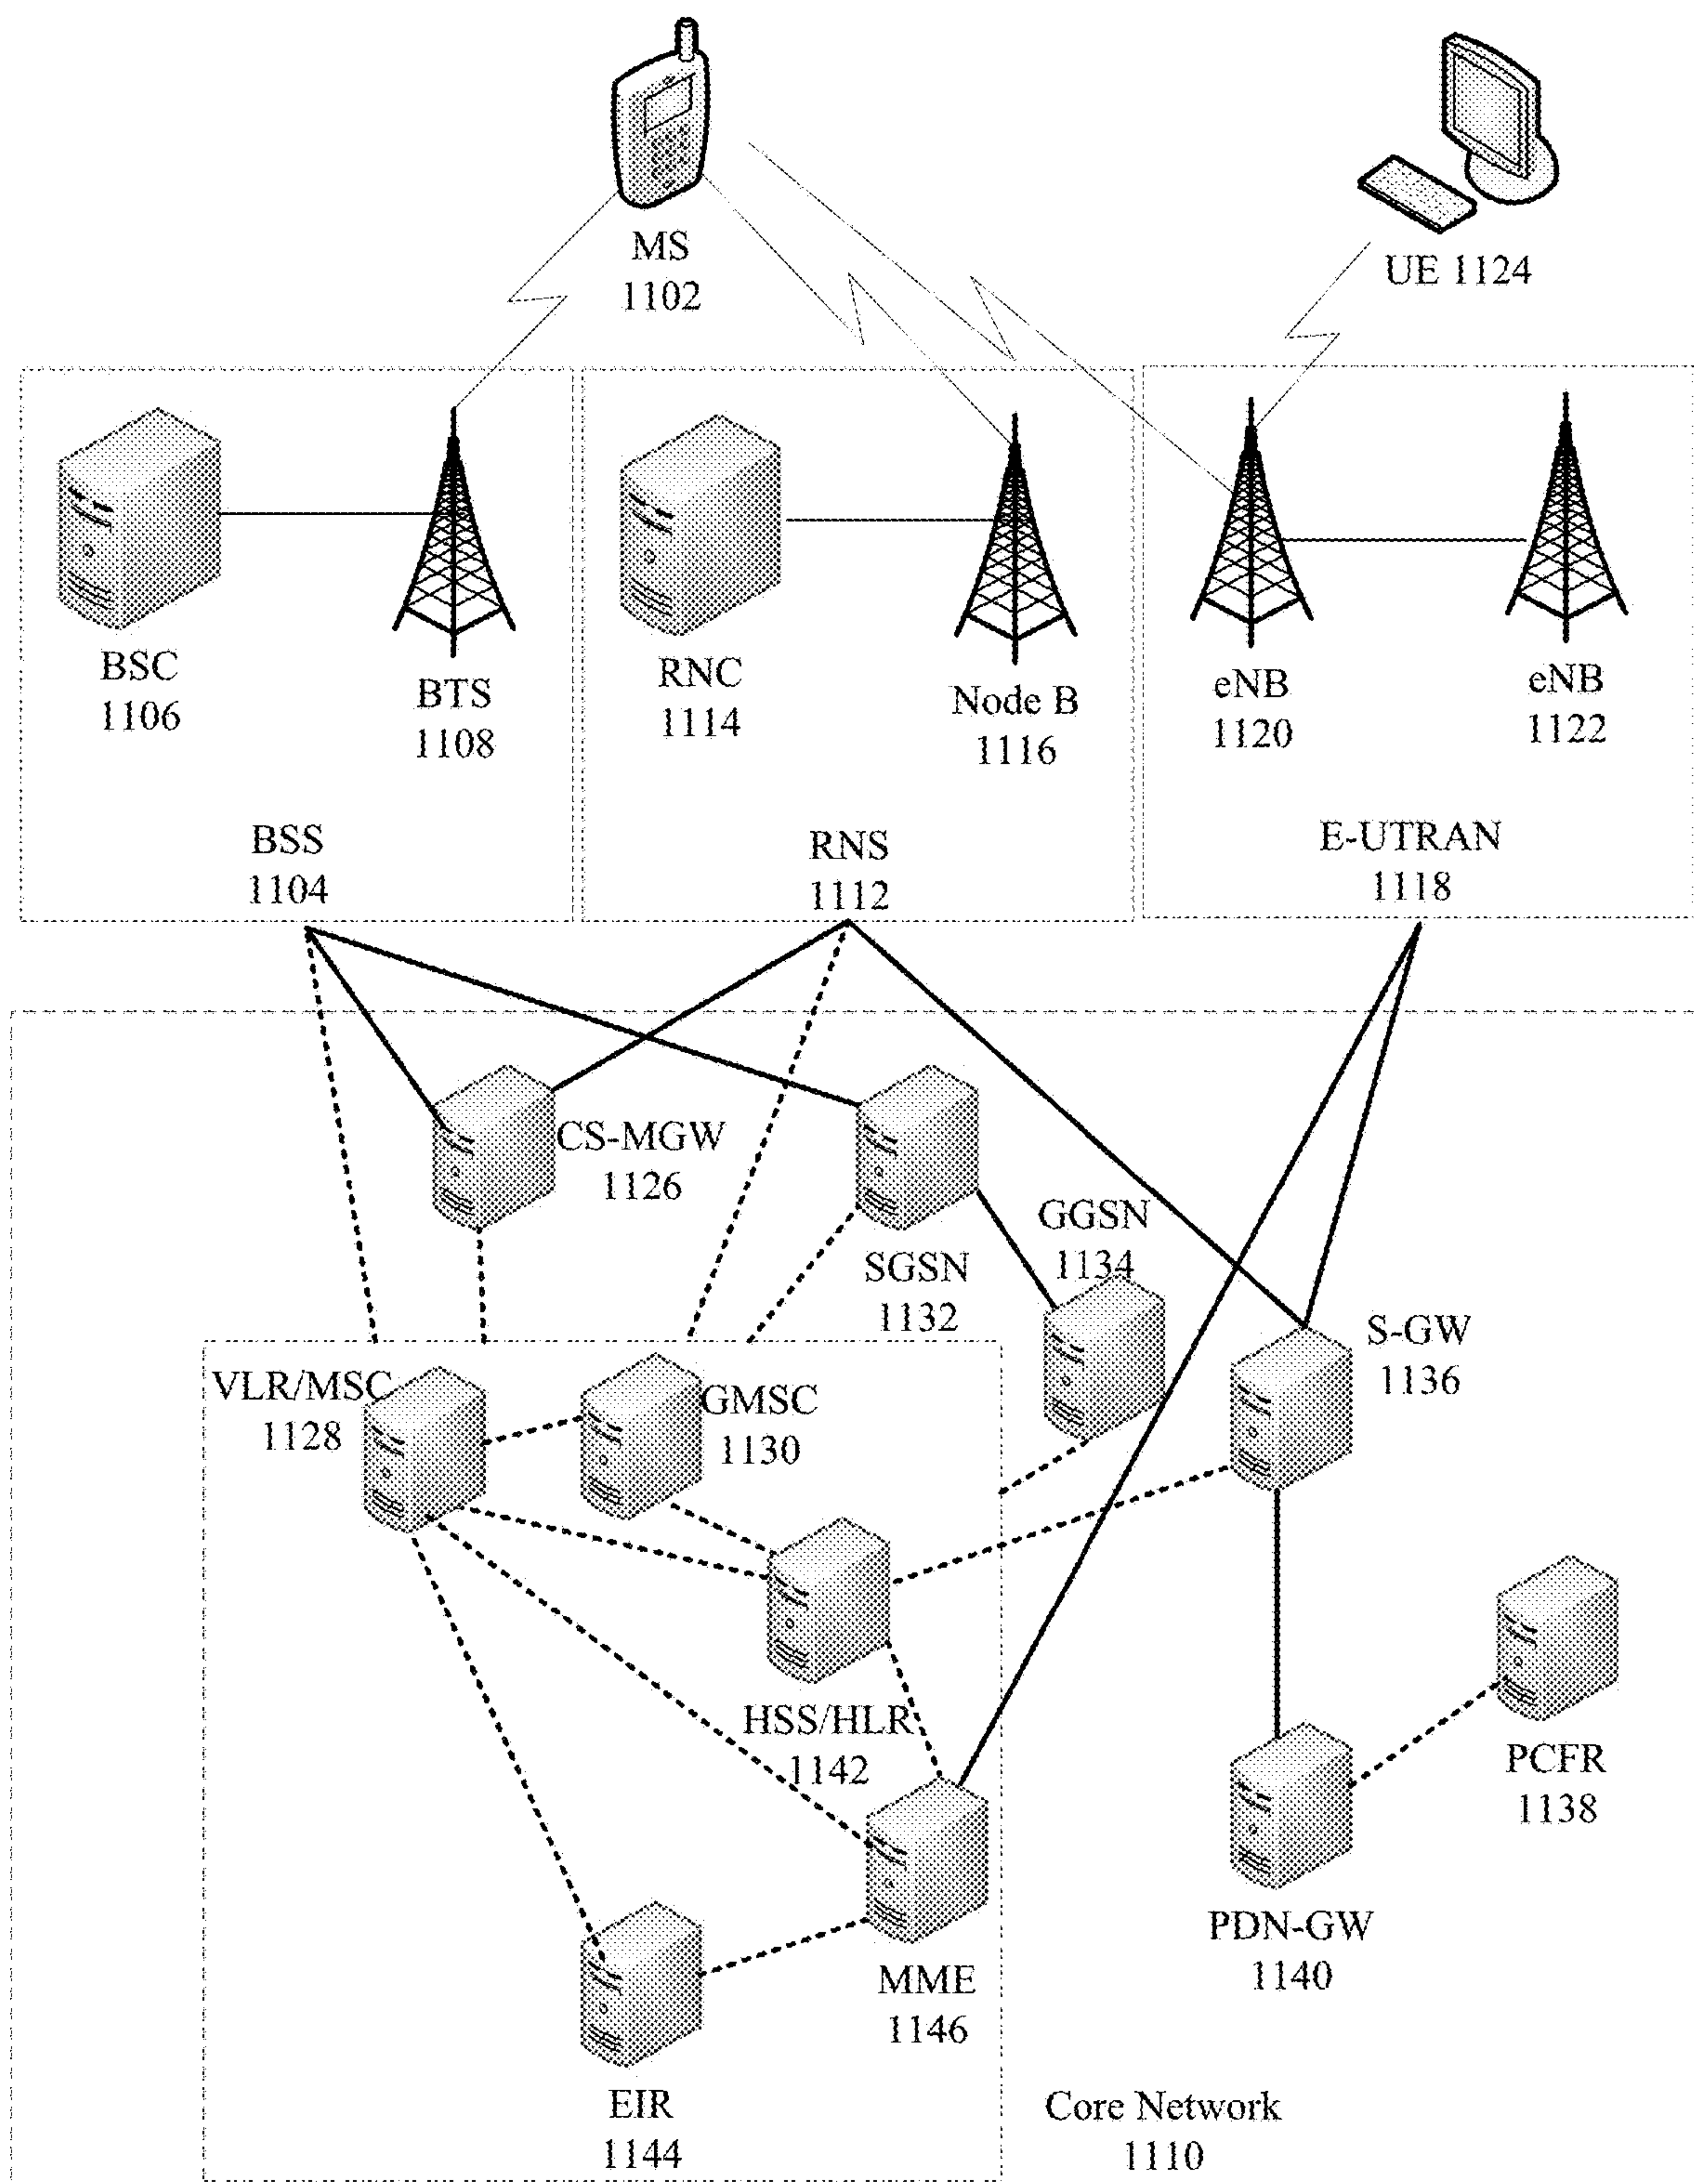 MS
1102
UE 1124
BSC
1106
BTS
1108
RNC
1114
Node B
1116
eNB
1120
eNB
1122
BSS
1104
RNS
1112
E-UTRAN
1118
CS-MGW
1126
SGSN
1132
GGSN
1134
S-GW
1136
VLR/MSC
1128
GMSC
1130
HSS/HLR
1142
PCFR
1138
PDN-GW
1140
MME
1146
EIR
1144
Core Network
1110